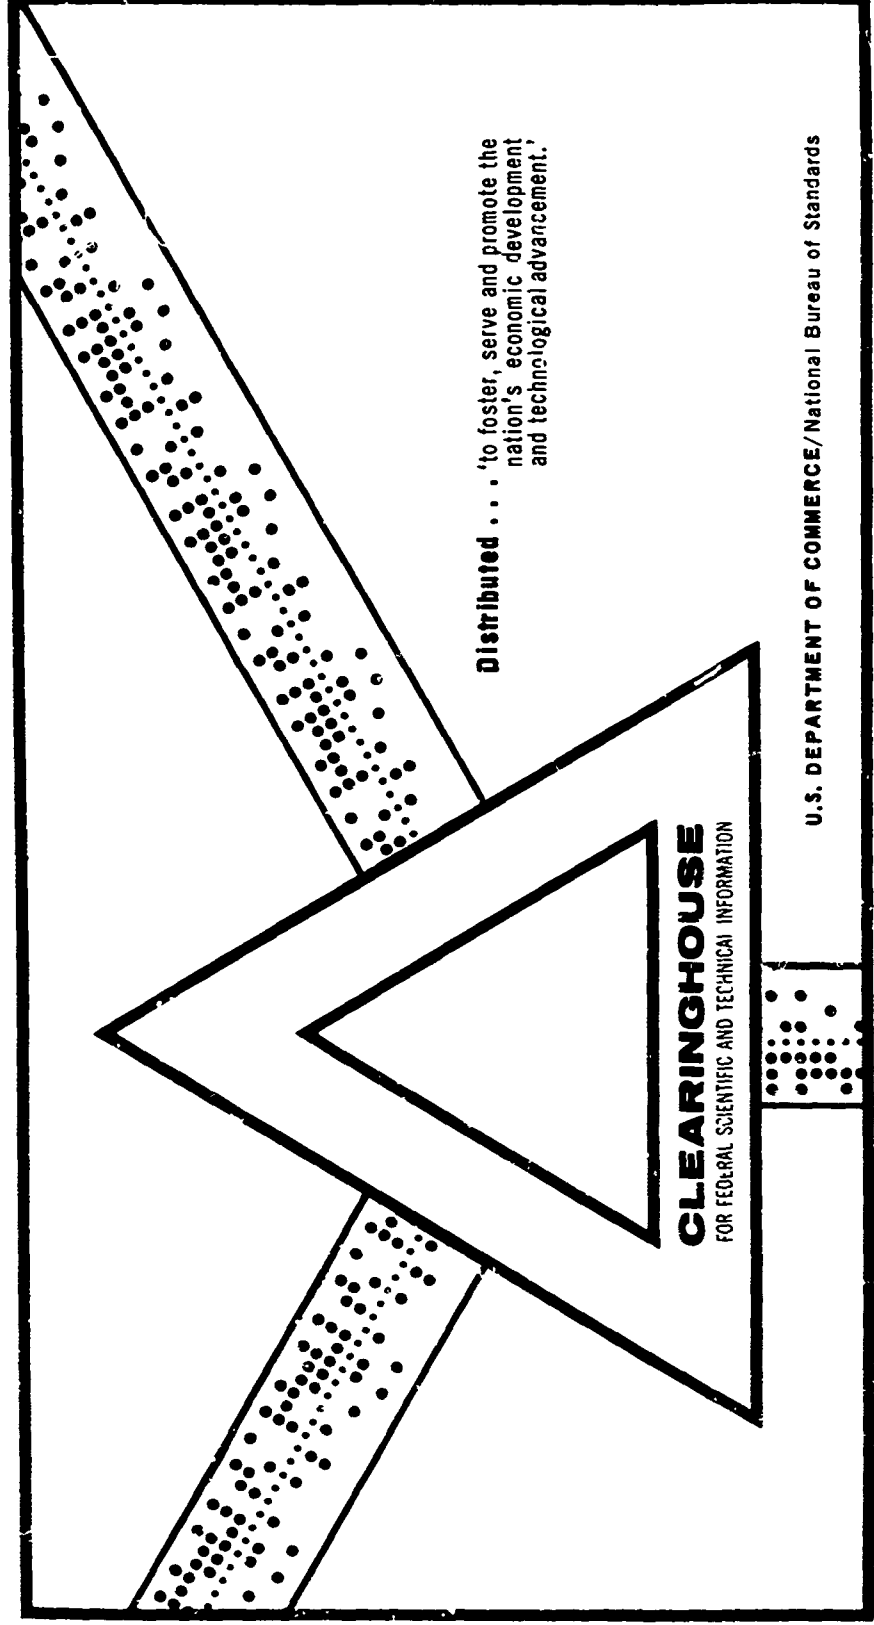 Distributed . . . 'to foster, serve and promote the
nation's economic development
and technological advancement.'
CLEARINGHOUSE
FOR FEDERAL SCIENTIFIC AND TECHNICAL INFORMATION
U.S. DEPARTMENT OF COMMERCE/National Bureau of Standards